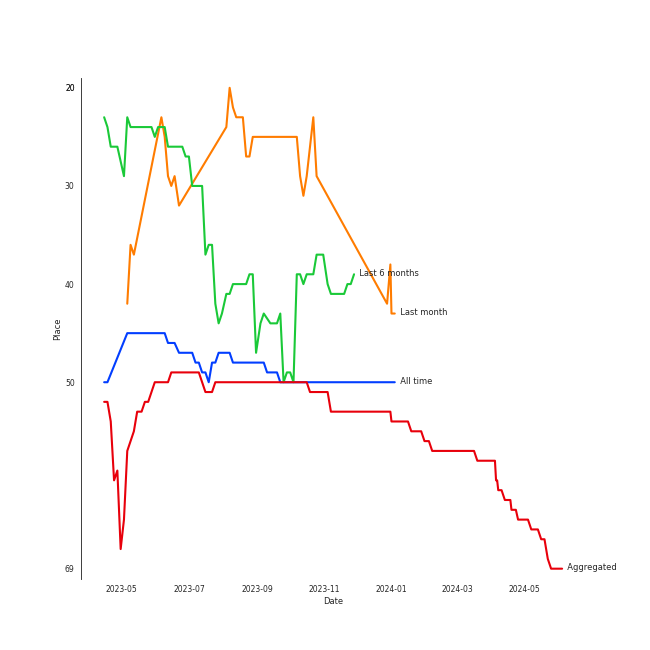 20
30
40
50
69
Place
Last 6 months
Last month
All time
Aggregated
2023-05 2023-07 2023-09 2023-11 2024-01 2024-03 2024-05
Date